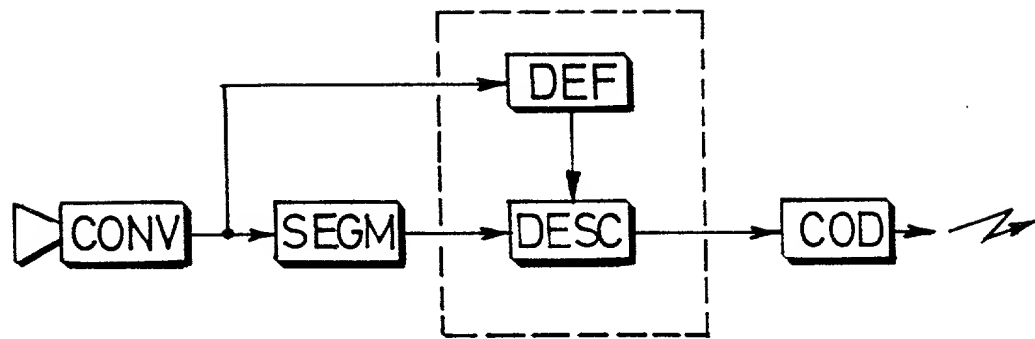 DEF
CONV
SEGM
DESC
COD